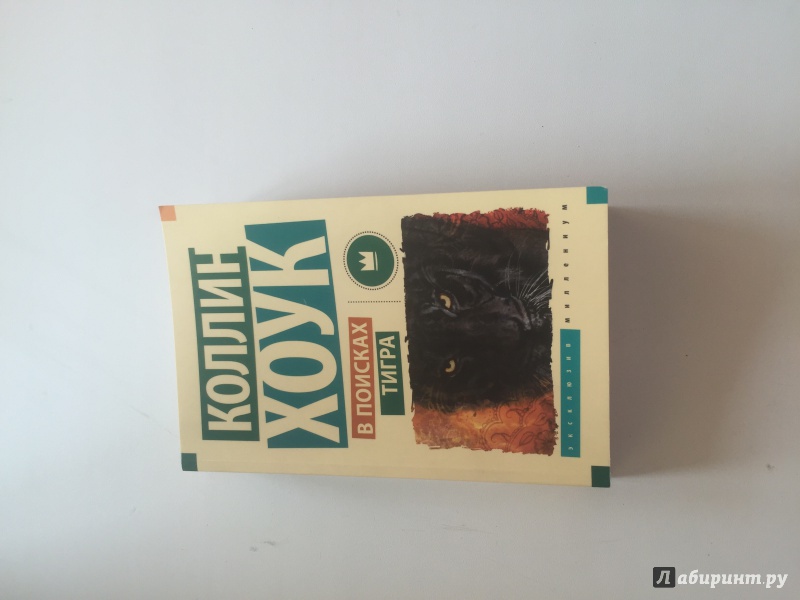 КОЛЛИН
ХОУК
В ПОИСКАХ
ТИГРА
эксклюзив миллениум
Лабиринт.ру